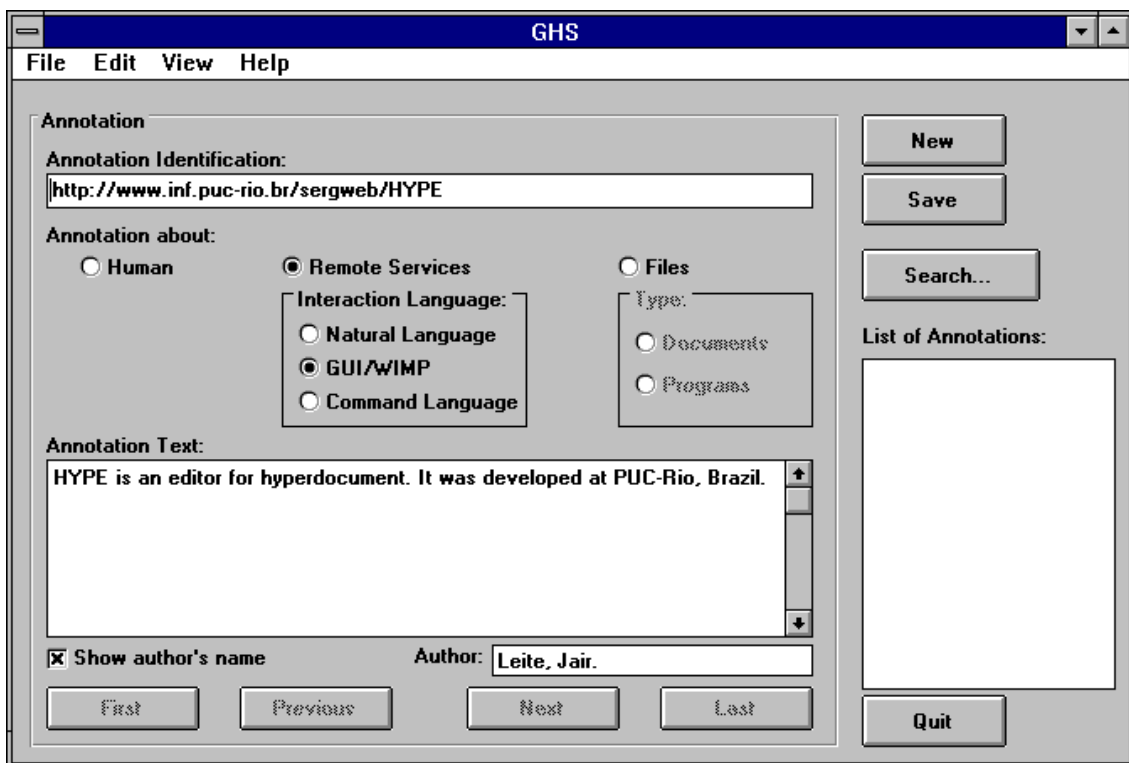 GHS
File Edit View Help
Annotation
Annotation Identification:
http://www.inf.puc-rio.br/sergweb/HYPE
Annotation about:
Human Remote Services Files
Interaction Language:
Natural Language
GUI/WIMP
Command Language
Type:
Documents
Programs
Annotation Text:
HYPE is an editor for hyperdocument. It was developed at PUC-Rio, Brazil.
Show author's name
Author: Leite, Jair.
First Previous Next Last
New
Save
Search...
List of Annotations:
Quit